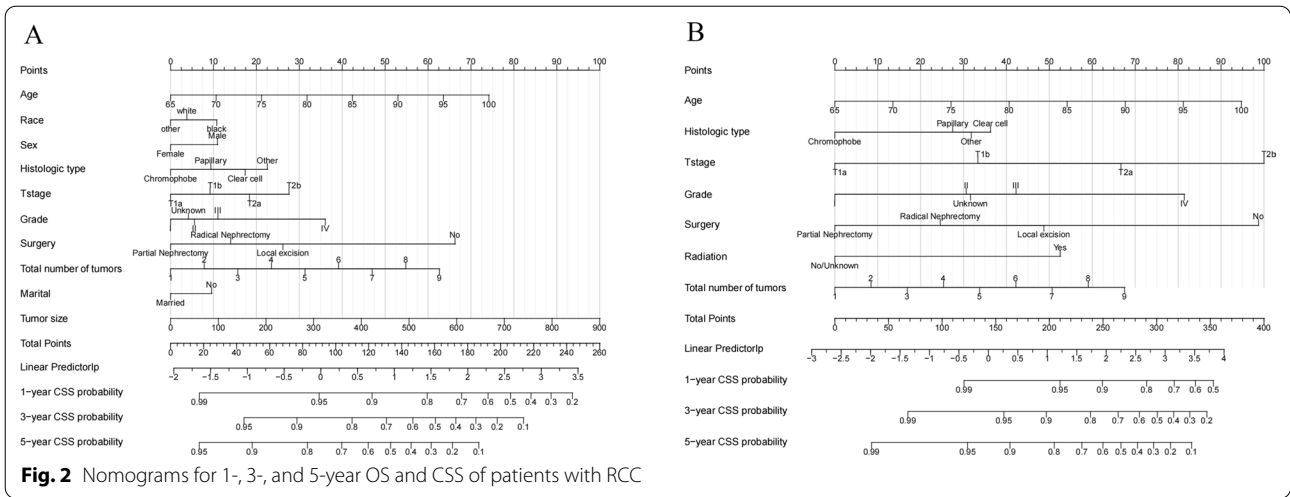 A
Points
0 10 20 30 40 50 60 70 80 90 100
Age
65 70 75 80 85 90 95 100
Race
white
other black
Sex
Male
Female
Histologic type
Papillary Other
Chromophobe Clear cell
Tstage
T1b T2b
T1a T2a
Grade
Unknown III
II IV
Surgery
Radical Nephrectomy No
Partial Nephrectomy Local excision
Total number of tumors
2 4 6 8
1 3 5 7 9
Marital
No
Married
Tumor size
0 100 200 300 400 500 600 700 800 900
Total Points
0 20 40 60 80 100 120 140 160 180 200 220 240 260
Linear Predictorlp
−2 −1.5 −1 −0.5 0 0.5 1 1.5 2 2.5 3 3.5
1−year CSS probability
0.99 0.95 0.9 0.8 0.7 0.6 0.5 0.4 0.3 0.2
3−year CSS probability
0.95 0.9 0.8 0.7 0.6 0.5 0.4 0.3 0.2 0.1
5−year CSS probability
0.95 0.9 0.8 0.7 0.6 0.5 0.4 0.3 0.2 0.1
B
Points
0 10 20 30 40 50 60 70 80 90 100
Age
65 70 75 80 85 90 95 100
Histologic type
Papillary Clear cell
Chromophobe Other
Tstage
T1b T2b
T1a T2a
Grade
II III
Unknown IV
Surgery
Radical Nephrectomy No
Partial Nephrectomy Local excision
Radiation
Yes
No/Unknown
Total number of tumors
2 4 6 8
1 3 5 7 9
Total Points
0 50 100 150 200 250 300 350 400
Linear Predictorlp
−3 −2.5 −2 −1.5 −1 −0.5 0 0.5 1 1.5 2 2.5 3 3.5 4
1−year CSS probability
0.99 0.95 0.9 0.8 0.7 0.6 0.5
3−year CSS probability
0.99 0.95 0.9 0.8 0.7 0.6 0.5 0.4 0.3 0.2
5−year CSS probability
0.99 0.95 0.9 0.8 0.7 0.6 0.5 0.4 0.3 0.2 0.1
Fig. 2 Nomograms for 1-, 3-, and 5-year OS and CSS of patients with RCC